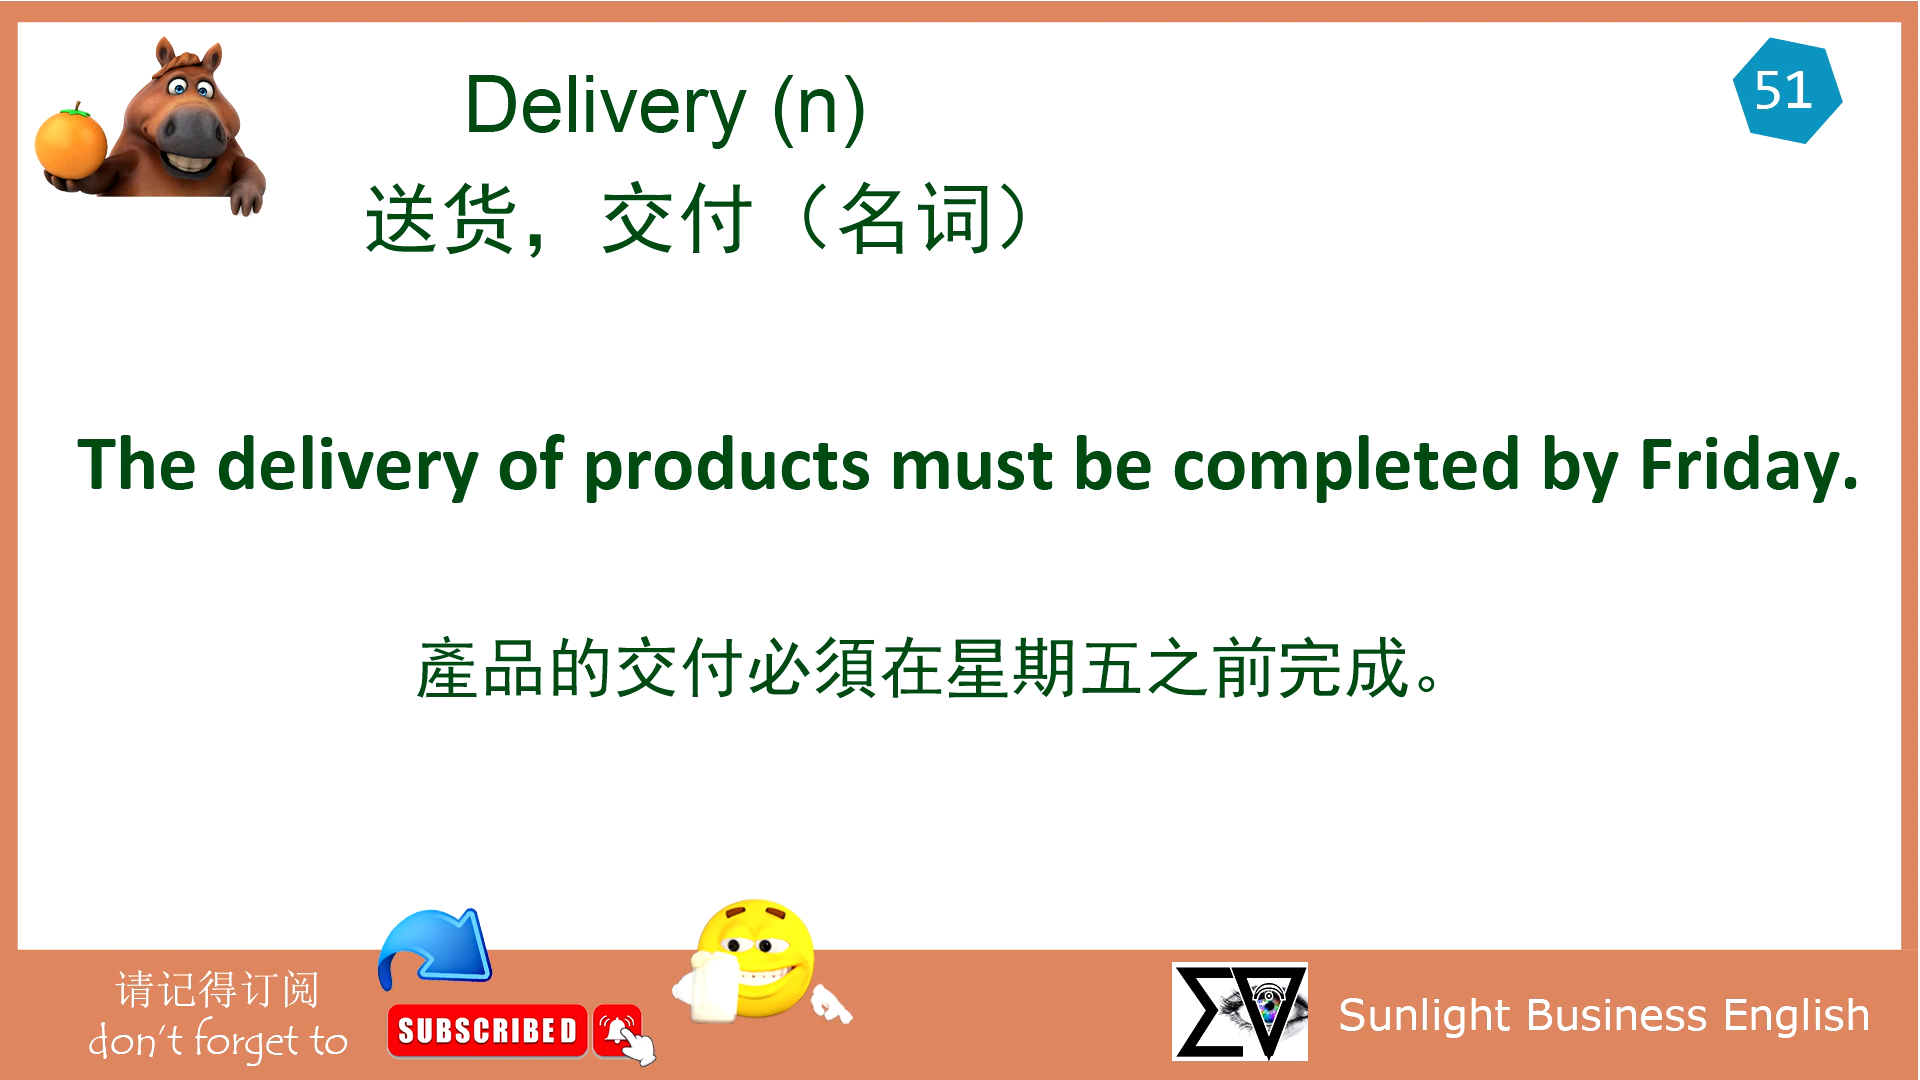 51
Delivery (n)
送货，交付（名词）
The delivery of products must be completed by Friday.
產品的交付必須在星期五之前完成。
请记得订阅
don't forget to
SUBSCRIBED
Sunlight Business English